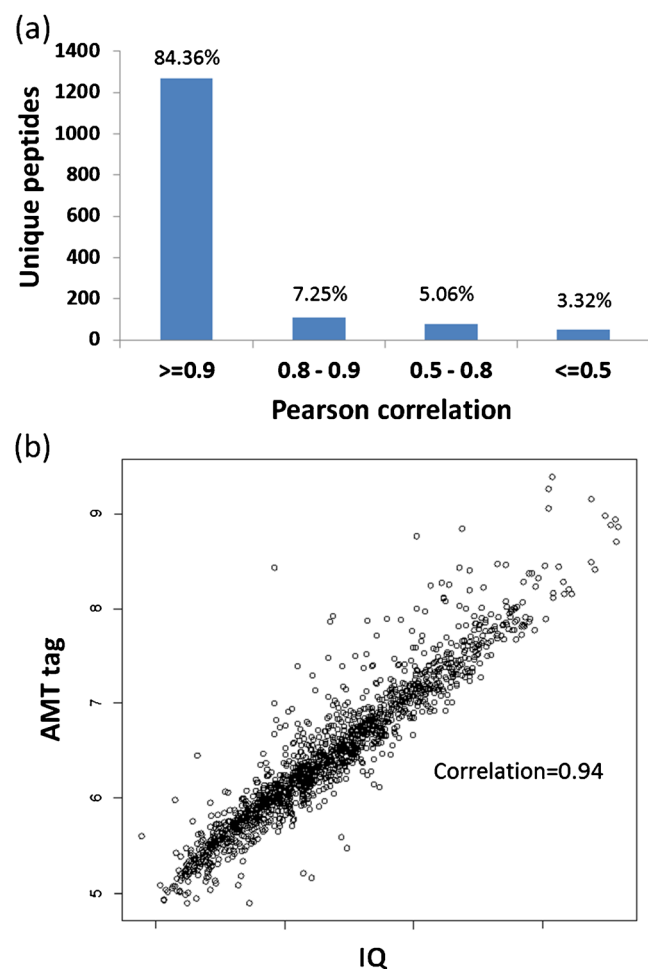 (a)
1400
1200
1000
800
600
400
200
0
Unique peptides
84.36%
7.25%
5.06%
3.32%
>=0.9
0.8 - 0.9
0.5 - 0.8
<=0.5
Pearson correlation
(b)
9
8
7
6
5
AMT tag
Correlation=0.94
IQ